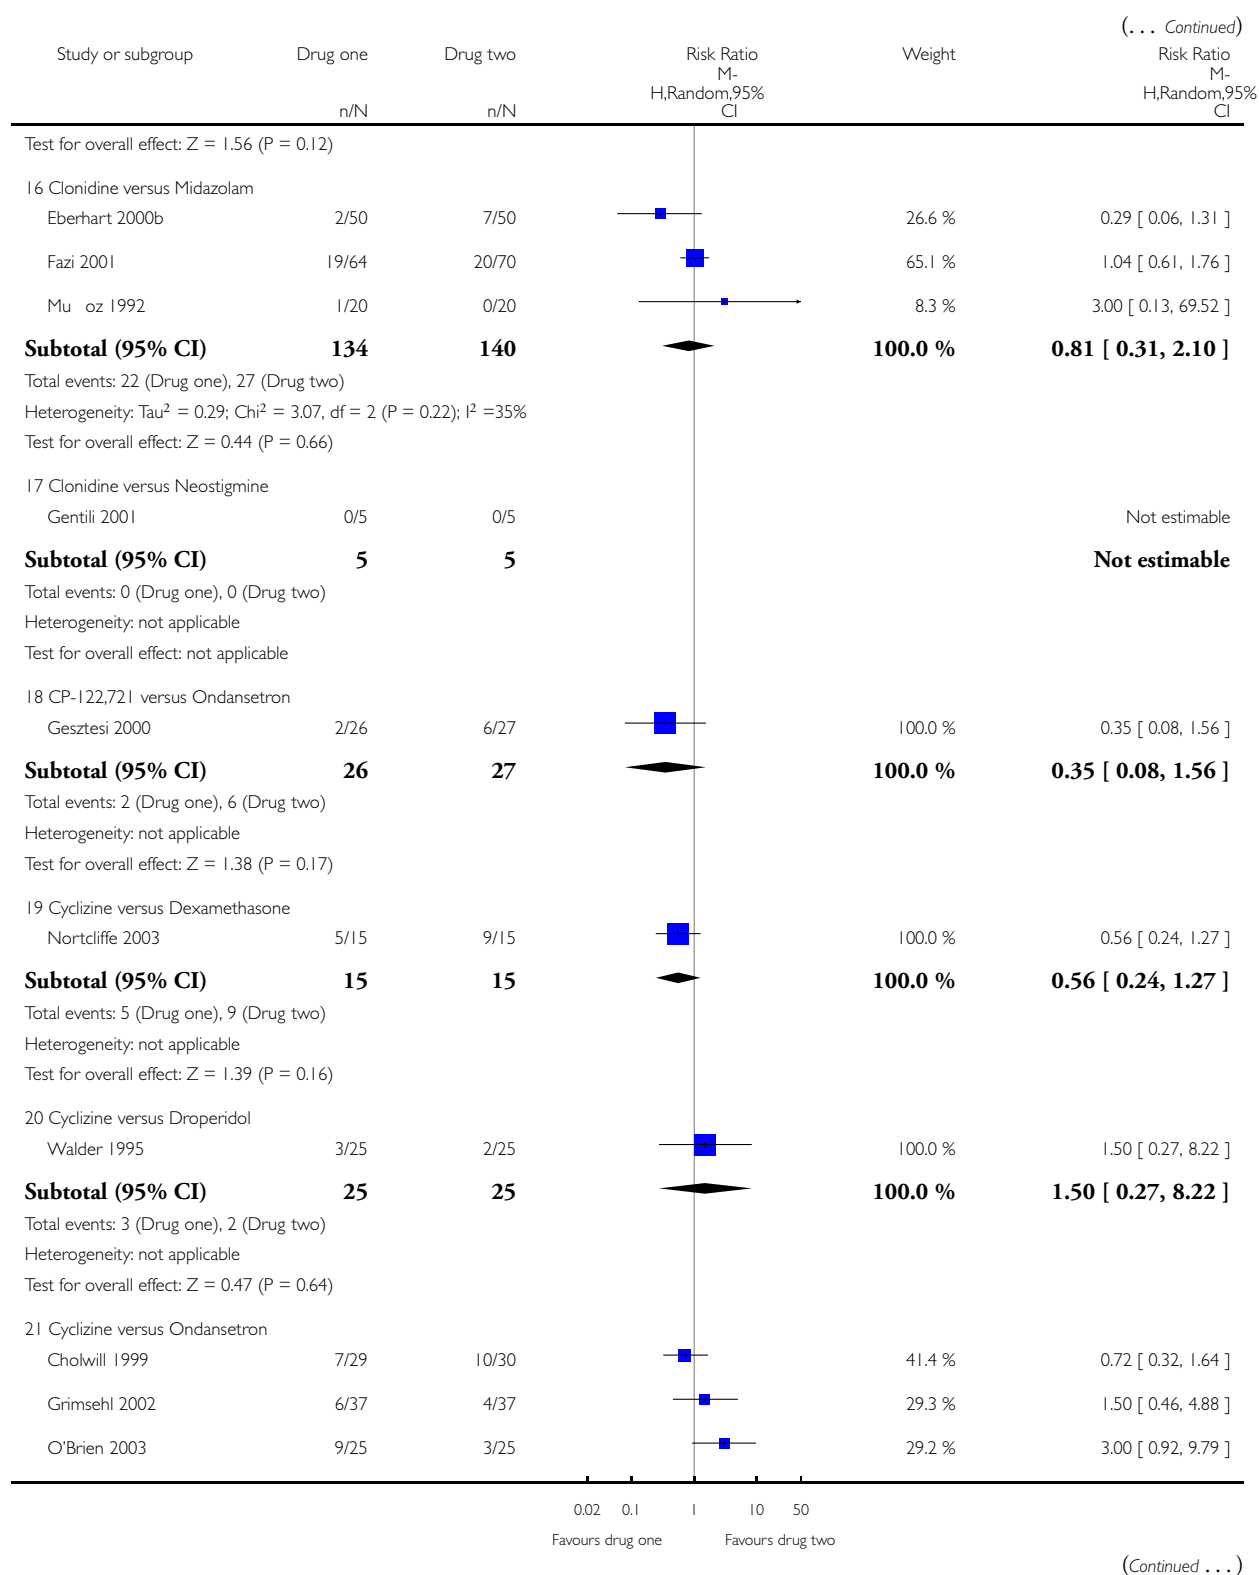 (... Continued)
Study or subgroup Drug one Drug two Risk Ratio Weight Risk Ratio
M- M-
H,Random,95% H,Random,95%
n/N n/N CI CI
Test for overall effect: Z = 1.56 (P = 0.12)
16 Clonidine versus Midazolam
Eberhart 2000b 2/50 7/50 26.6 % 0.29 [ 0.06, 1.31 ]
Fazi 2001 19/64 20/70 65.1 % 1.04 [ 0.61, 1.76 ]
Mu oz 1992 1/20 0/20 8.3 % 3.00 [ 0.13, 69.52 ]
Subtotal (95% CI) 134 140 100.0 % 0.81 [ 0.31, 2.10 ]
Total events: 22 (Drug one), 27 (Drug two)
Heterogeneity: Tau² = 0.29; Chi² = 3.07, df = 2 (P = 0.22); I² =35%
Test for overall effect: Z = 0.44 (P = 0.66)
17 Clonidine versus Neostigmine
Gentili 2001 0/5 0/5 Not estimable
Subtotal (95% CI) 5 5 Not estimable
Total events: 0 (Drug one), 0 (Drug two)
Heterogeneity: not applicable
Test for overall effect: not applicable
18 CP-122,721 versus Ondansetron
Gesztesi 2000 2/26 6/27 100.0 % 0.35 [ 0.08, 1.56 ]
Subtotal (95% CI) 26 27 100.0 % 0.35 [ 0.08, 1.56 ]
Total events: 2 (Drug one), 6 (Drug two)
Heterogeneity: not applicable
Test for overall effect: Z = 1.38 (P = 0.17)
19 Cyclizine versus Dexamethasone
Nortcliffe 2003 5/15 9/15 100.0 % 0.56 [ 0.24, 1.27 ]
Subtotal (95% CI) 15 15 100.0 % 0.56 [ 0.24, 1.27 ]
Total events: 5 (Drug one), 9 (Drug two)
Heterogeneity: not applicable
Test for overall effect: Z = 1.39 (P = 0.16)
20 Cyclizine versus Droperidol
Walder 1995 3/25 2/25 100.0 % 1.50 [ 0.27, 8.22 ]
Subtotal (95% CI) 25 25 100.0 % 1.50 [ 0.27, 8.22 ]
Total events: 3 (Drug one), 2 (Drug two)
Heterogeneity: not applicable
Test for overall effect: Z = 0.47 (P = 0.64)
21 Cyclizine versus Ondansetron
Cholwill 1999 7/29 10/30 41.4 % 0.72 [ 0.32, 1.64 ]
Grimsehl 2002 6/37 4/37 29.3 % 1.50 [ 0.46, 4.88 ]
O'Brien 2003 9/25 3/25 29.2 % 3.00 [ 0.92, 9.79 ]
0.02 0.1 1 10 50
Favours drug one Favours drug two
(Continued ...)